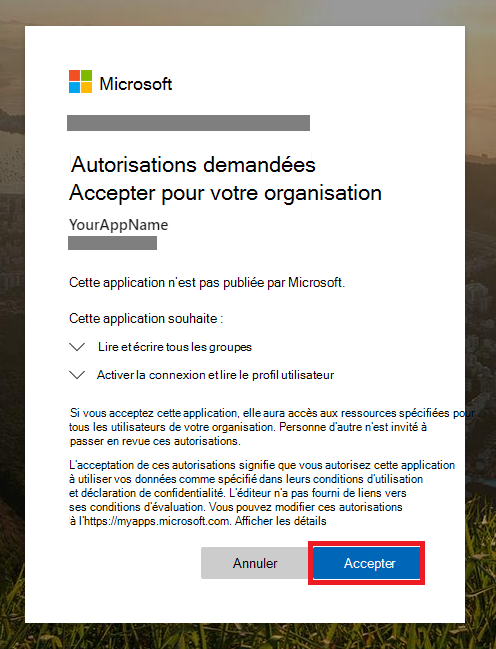 Microsoft
Autorisations demandées
Accepter pour votre organisation
YourAppName
Cette application n'est pas publiée par Microsoft.
Cette application souhaite :
Lire et écrire tous les groupes
Activer la connexion et lire le profil utilisateur
Si vous acceptez cette application, elle aura accès aux ressources spécifiées pour
tous les utilisateurs de votre organisation. Personne d'autre n'est invité à
passer en revue ces autorisations.
L'acceptation de ces autorisations signifie que vous autorisez cette application
à utiliser vos données comme spécifié dans leurs conditions d'utilisation
et déclaration de confidentialité. L'éditeur n'a pas fourni de liens vers
ses conditions d'évaluation. Vous pouvez modifier ces autorisations
à l'https://myapps.microsoft.com. Afficher les détails
Annuler
Accepter